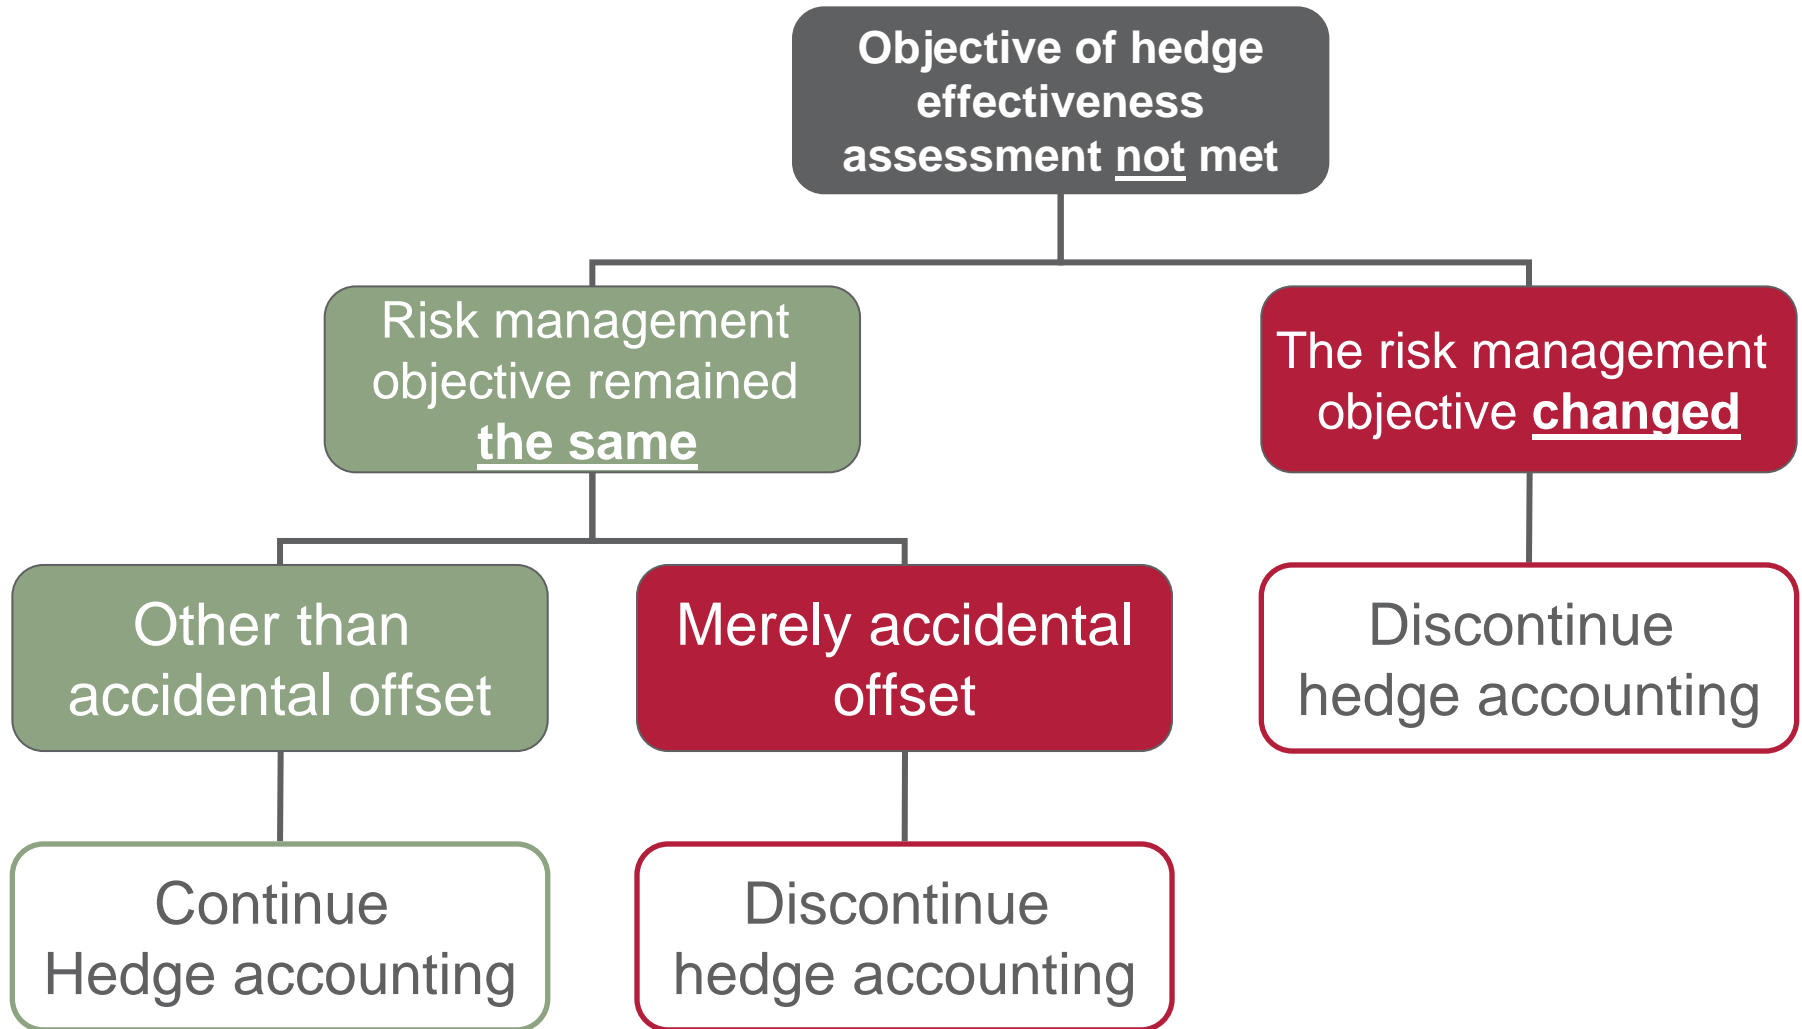 Objective of hedge
effectiveness
assessment not met
Risk management
objective remained
the same
The risk management
objective changed
Other than
accidental offset
Merely accidental
offset
Discontinue
hedge accounting
Continue
Hedge accounting
Discontinue
hedge accounting